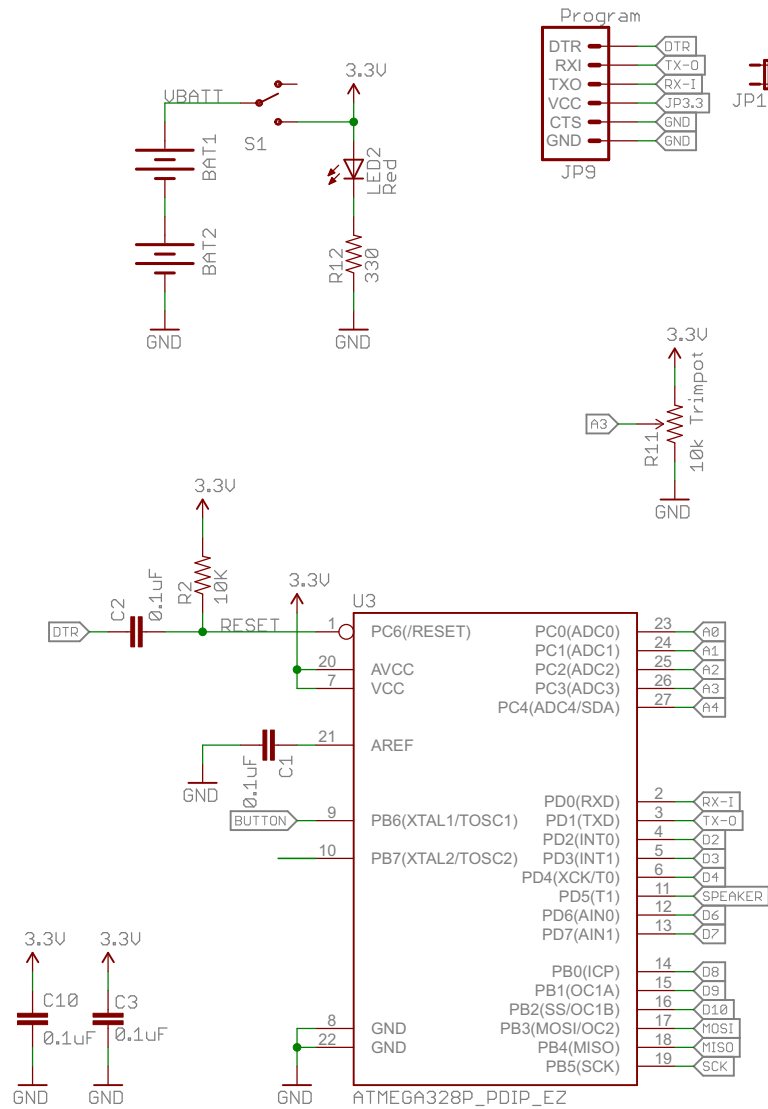 Program
DTR DTR
RXI TX-O
TXO RX-I
VCC JP3.3
CTS GND
GND GND
JP9
JP1
3.3V
VBATT
S1
BAT1
BAT2
LED2
Red
R12
330
GND
GND
3.3V
A3
R11
10k Trimpot
GND
3.3V
R2
10K
C2
0.1uF
DTR
RESET
3.3V
U3
1 PC6(/RESET)
20 AVCC
7 VCC
21 AREF
C1
0.1uF
GND
BUTTON 9 PB6(XTAL1/TOSC1)
10 PB7(XTAL2/TOSC2)
8 GND
22 GND
GND
PC0(ADC0) 23 A0
PC1(ADC1) 24 A1
PC2(ADC2) 25 A2
PC3(ADC3) 26 A3
PC4(ADC4/SDA) 27 A4
PD0(RXD) 2 RX-I
PD1(TXD) 3 TX-O
PD2(INT0) 4 D2
PD3(INT1) 5 D3
PD4(XCK/T0) 6 D4
PD5(T1) 11 SPEAKER
PD6(AIN0) 12 D6
PD7(AIN1) 13 D7
PB0(ICP) 14 D8
PB1(OC1A) 15 D9
PB2(SS/OC1B) 16 D10
PB3(MOSI/OC2) 17 MOSI
PB4(MISO) 18 MISO
PB5(SCK) 19 SCK
ATMEGA328P_PDIP_EZ
3.3V
C10
0.1uF
GND
3.3V
C3
0.1uF
GND